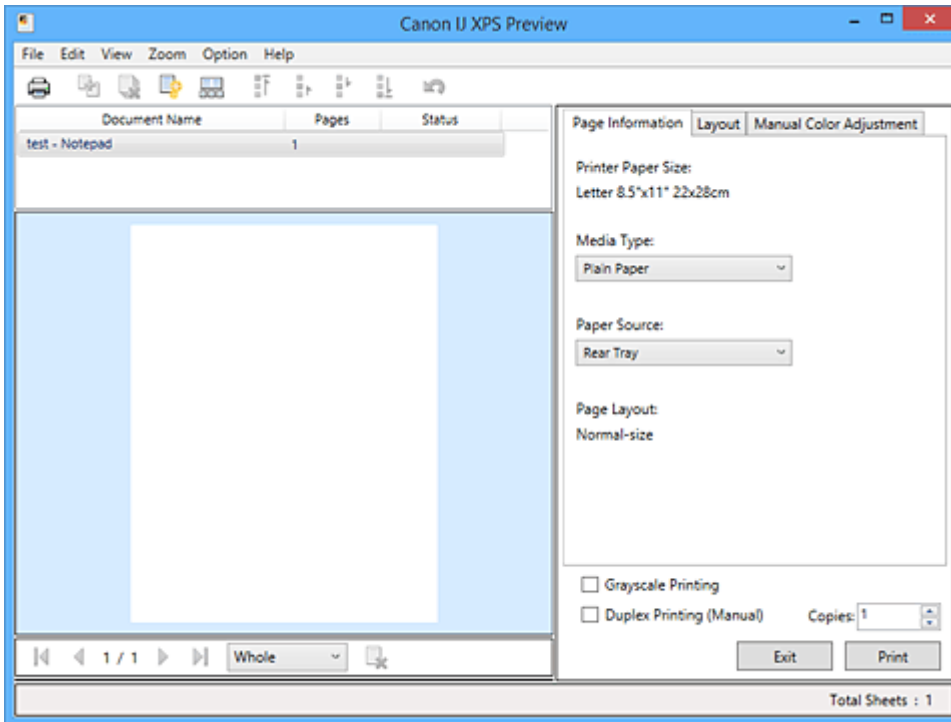 Canon IJ XPS Preview
File Edit View Zoom Option Help
Document Name Pages Status
test - Notepad 1
Page Information Layout Manual Color Adjustment
Printer Paper Size:
Letter 8.5"x11" 22x28cm
Media Type:
Plain Paper
Paper Source:
Rear Tray
Page Layout:
Normal-size
Grayscale Printing
Duplex Printing (Manual) Copies: 1
1 / 1 Whole
Exit Print
Total Sheets : 1